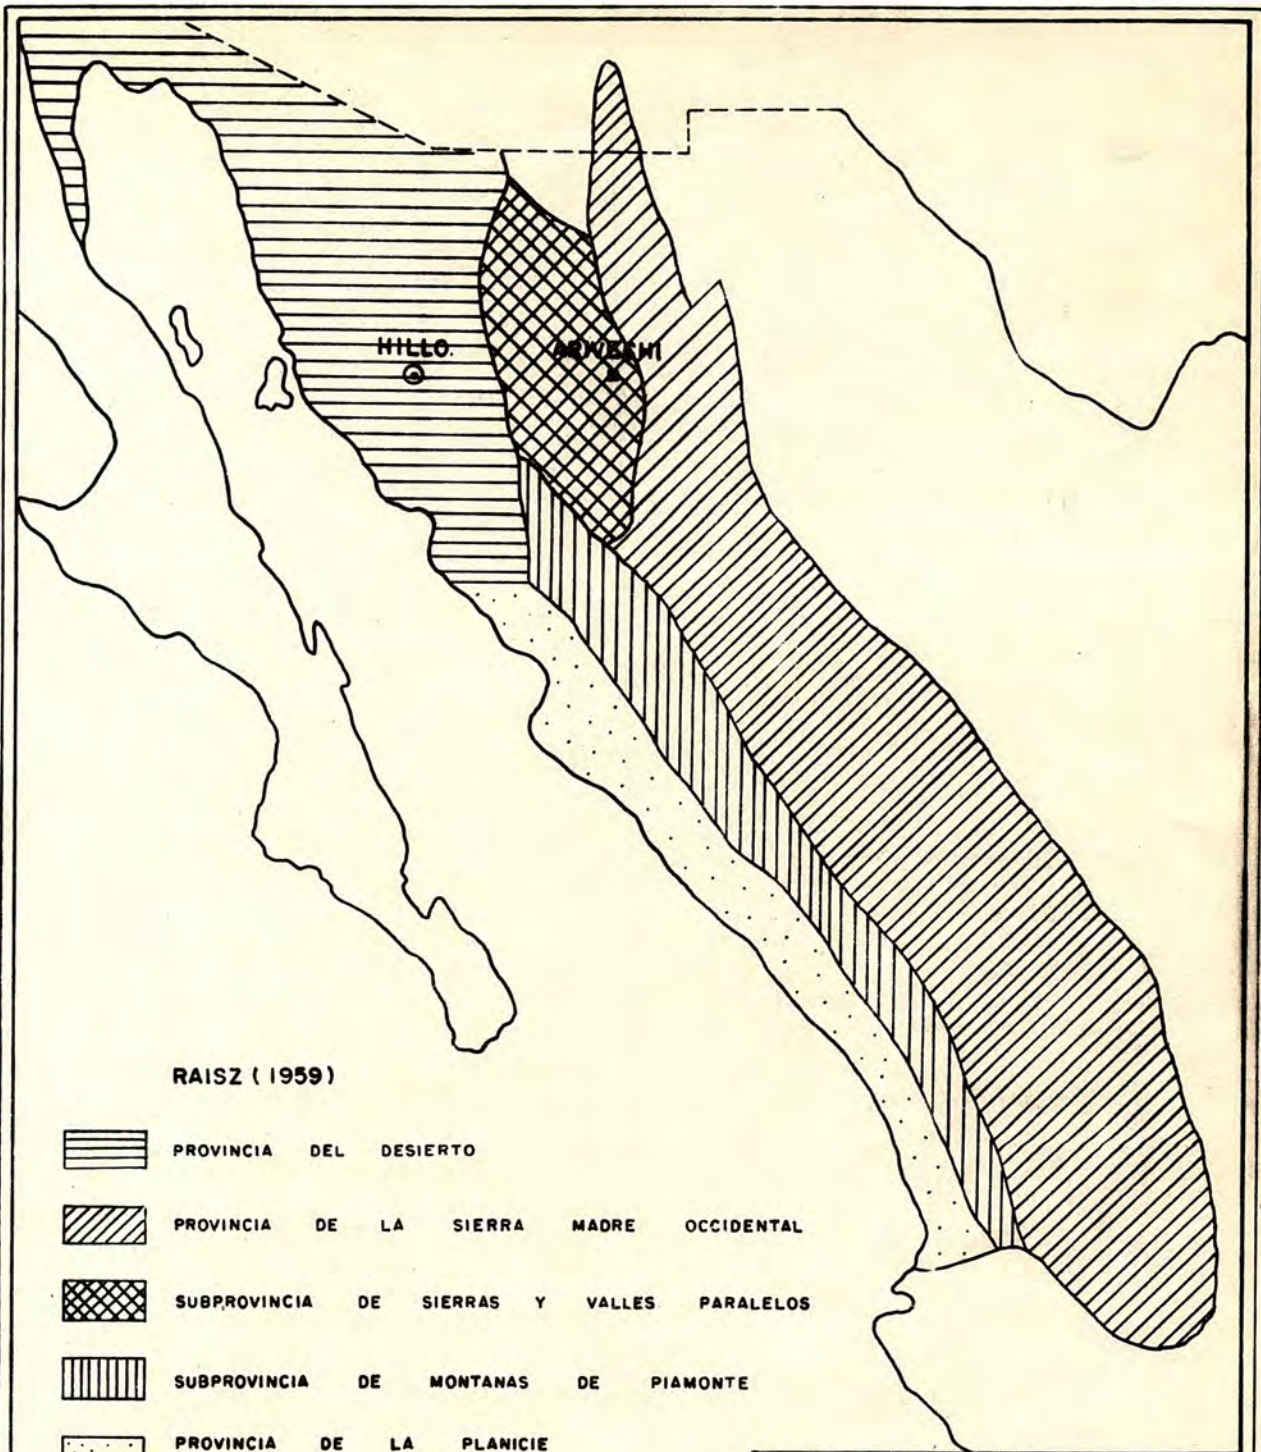 HILLO.
ARIVECHI
RAISZ (1959)
PROVINCIA DEL DESIERTO
PROVINCIA DE LA SIERRA MADRE OCCIDENTAL
SUBPROVINCIA DE SIERRAS Y VALLES PARALELOS
SUBPROVINCIA DE MONTANAS DE PIAMONTE
PROVINCIA DE LA PLANICIE